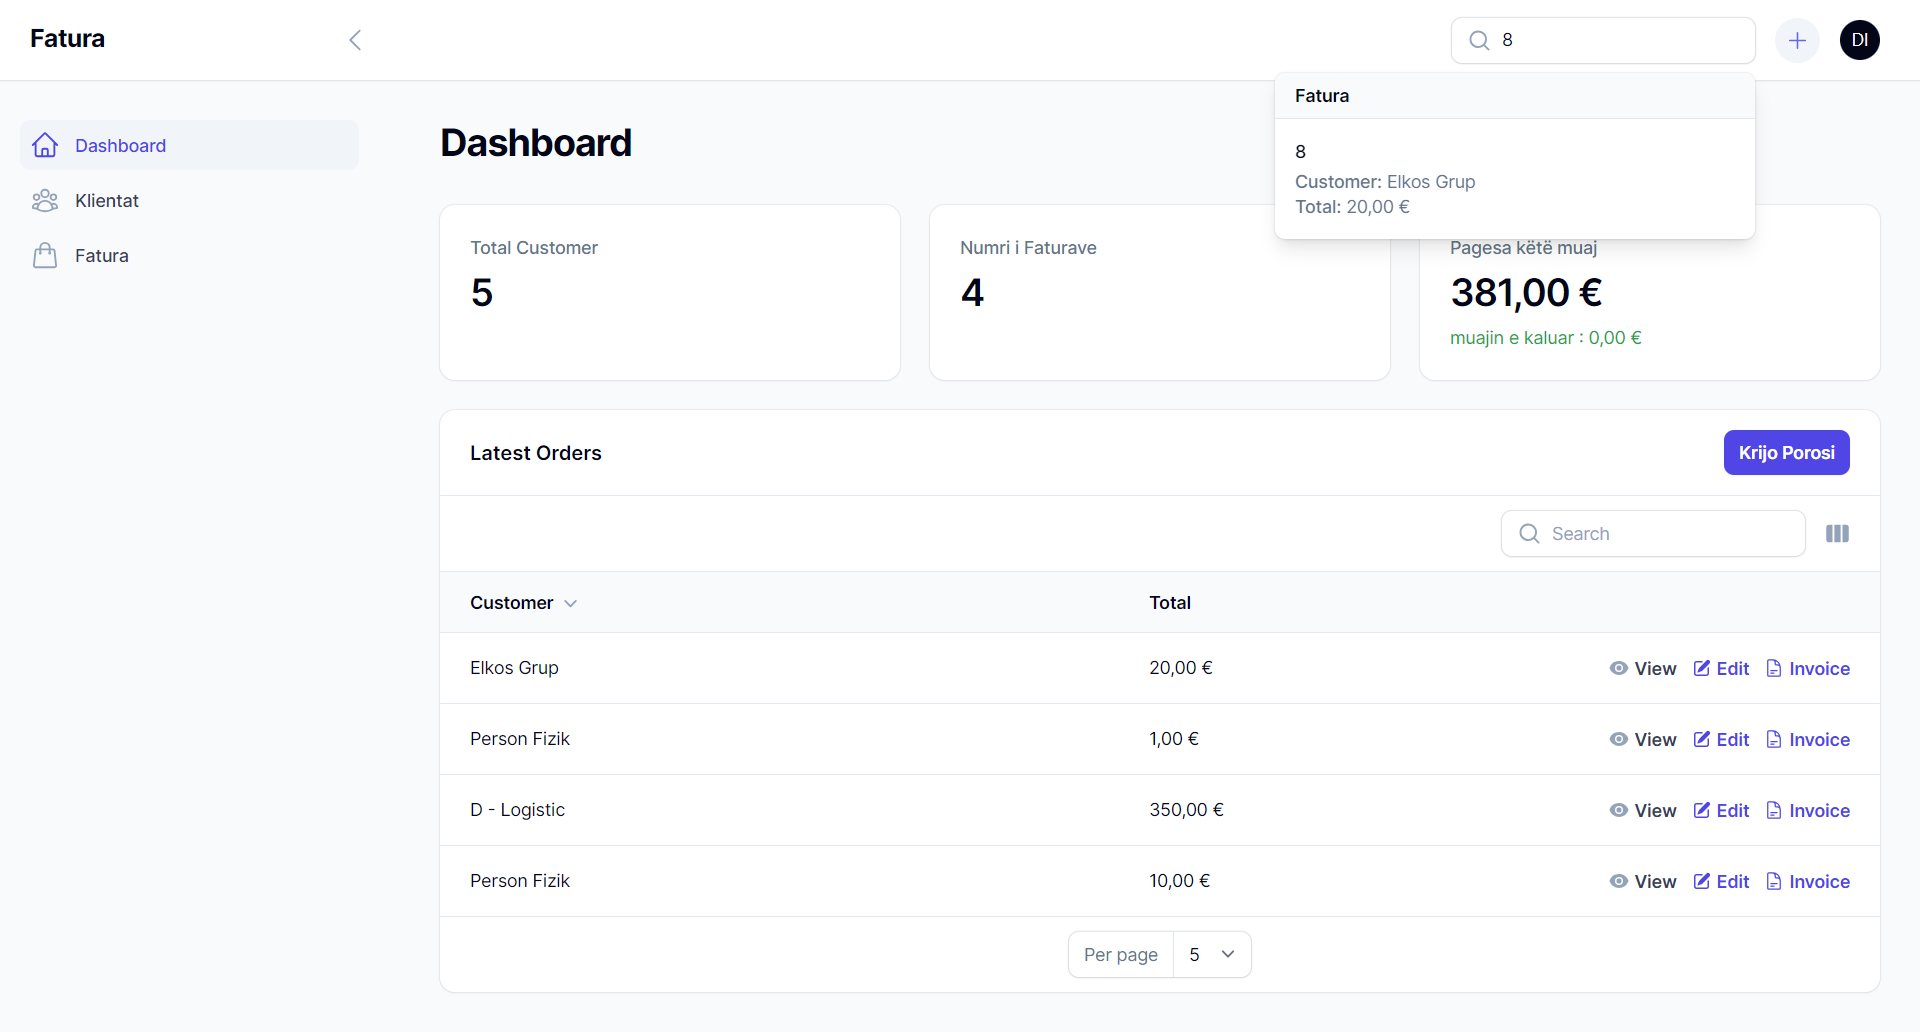 Fatura
8
DI
Fatura
8
Customer: Elkos Grup
Total: 20,00 €
Dashboard
Klientat
Fatura
Dashboard
Total Customer
5
Numri i Faturave
4
Pagesa këtë muaj
381,00 €
muajin e kaluar : 0,00 €
Latest Orders
Krijo Porosi
Search
Customer Total
Elkos Grup 20,00 € View Edit Invoice
Person Fizik 1,00 € View Edit Invoice
D - Logistic 350,00 € View Edit Invoice
Person Fizik 10,00 € View Edit Invoice
Per page 5